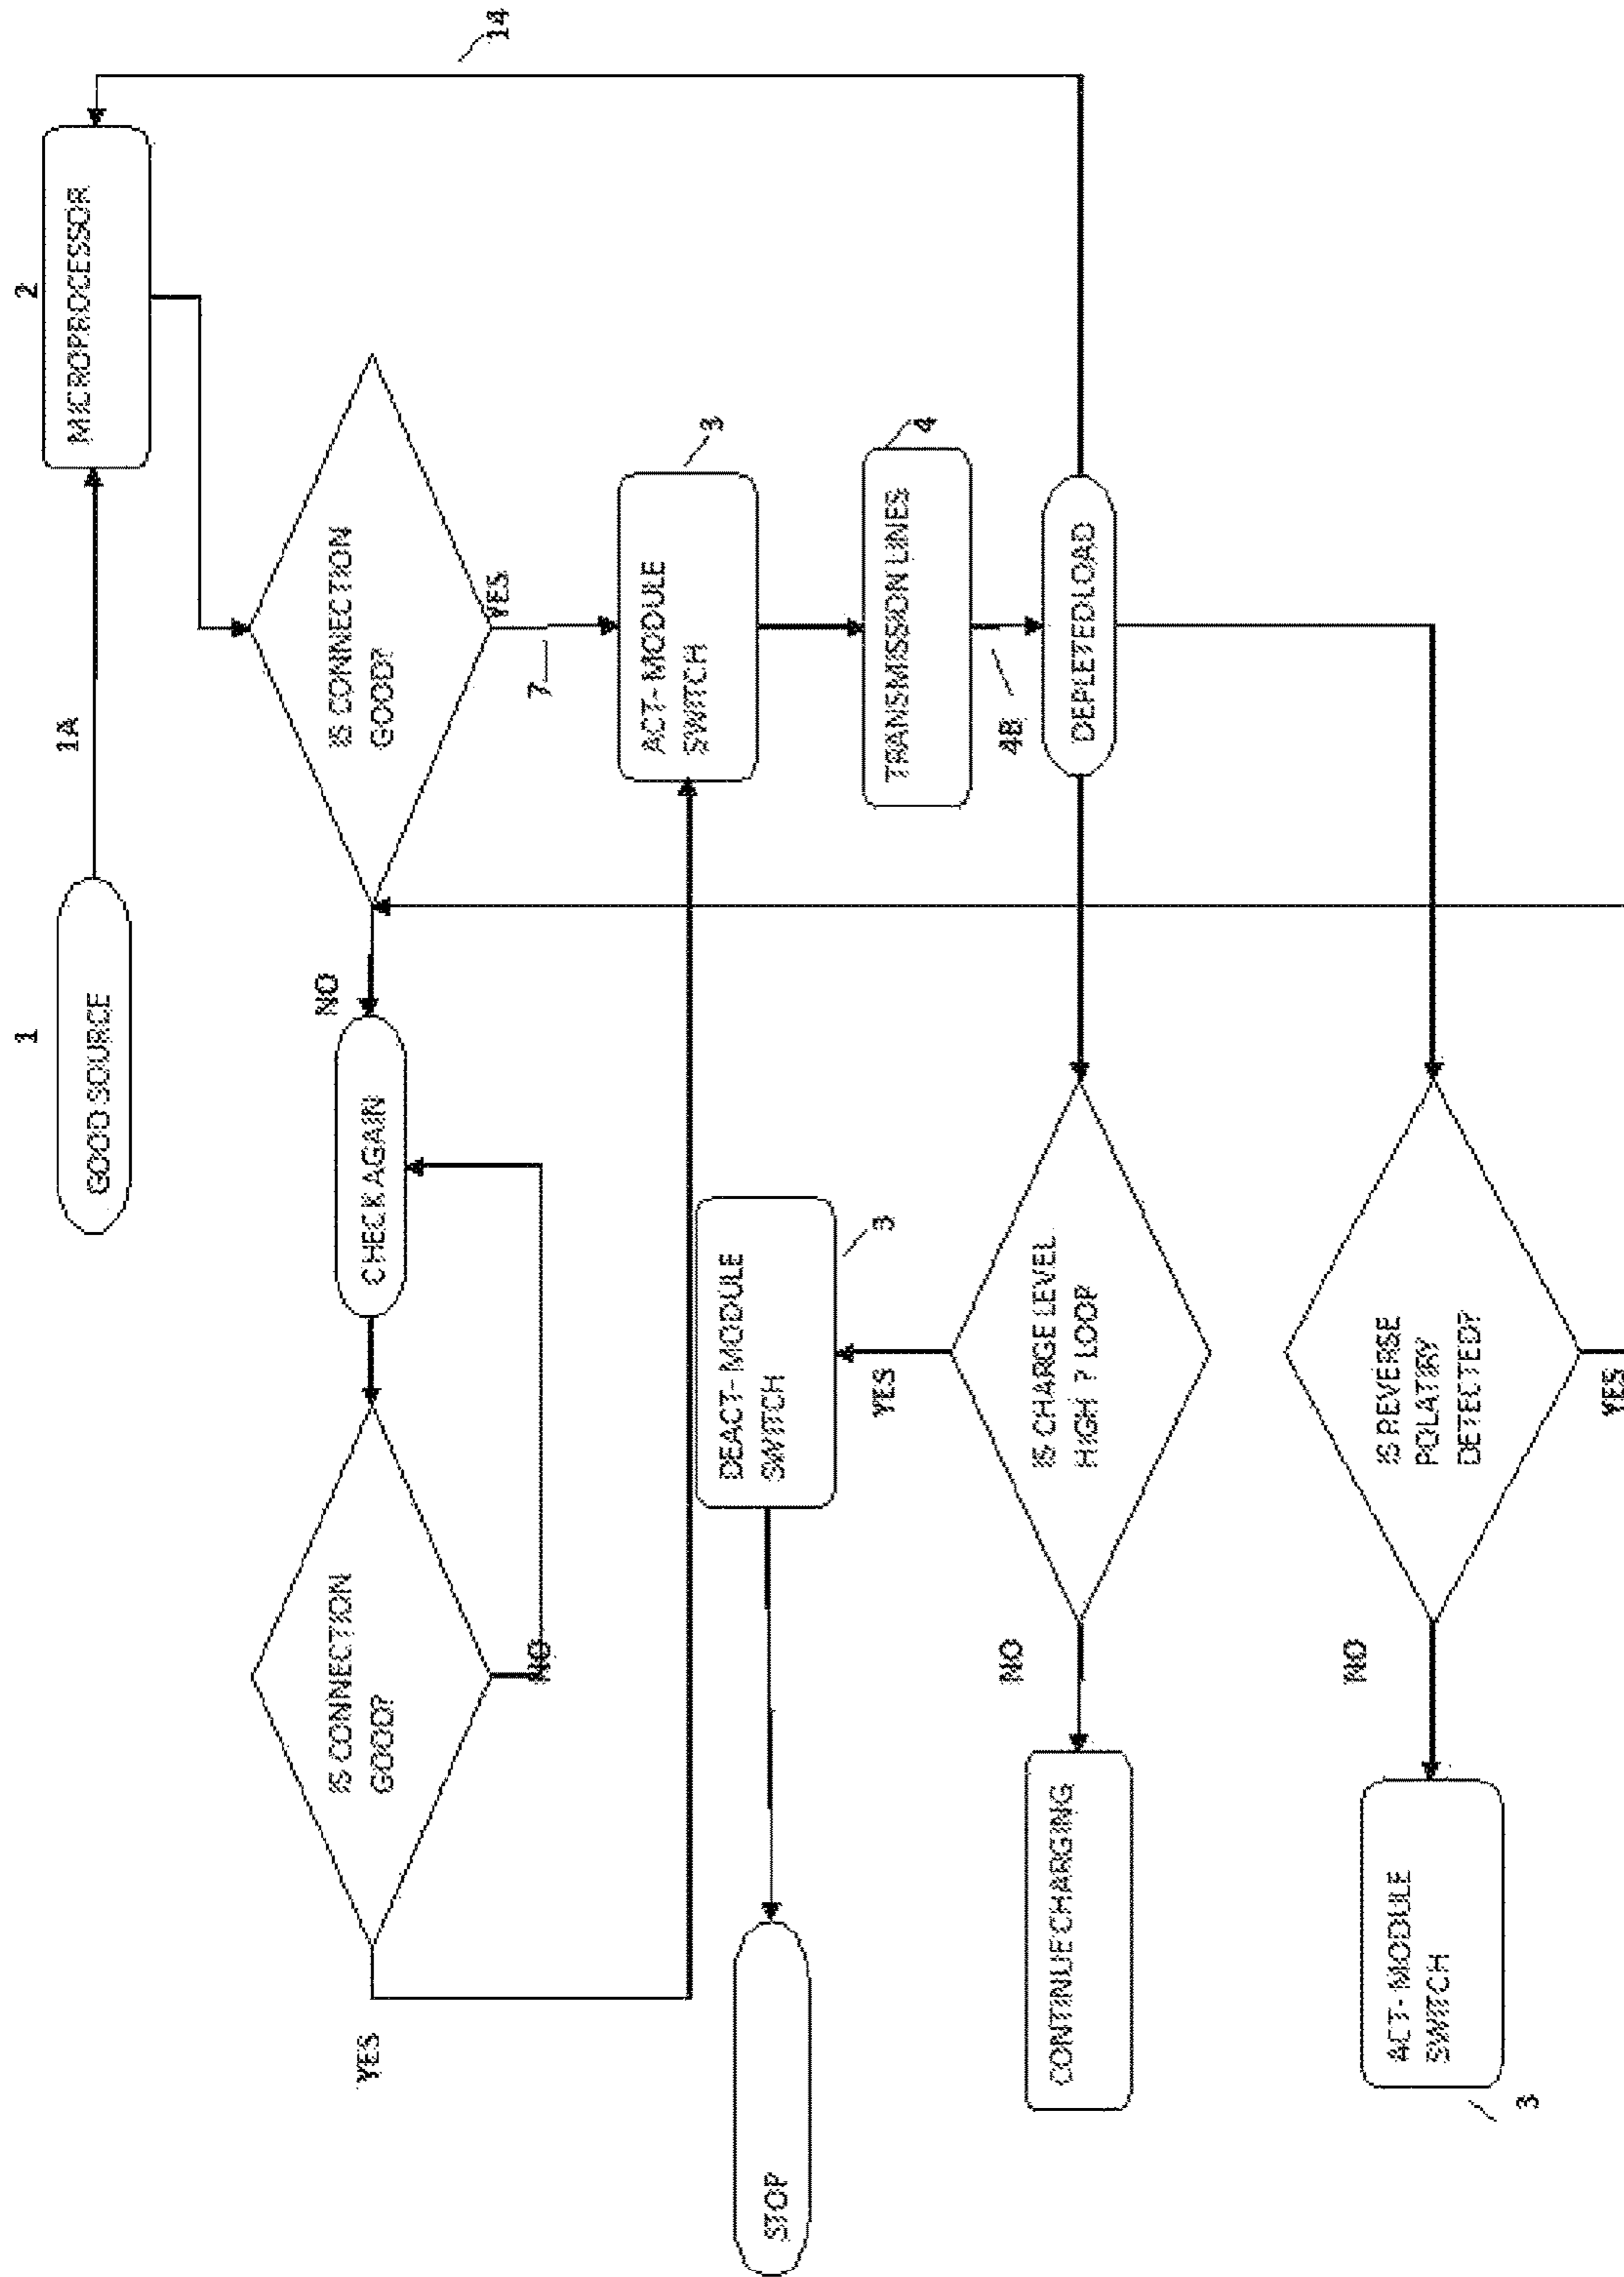 1
GOOD SOURCE
1A
2
MICROPROCESSOR
14
IS CONNECTION
GOOD?
YES
NO
CHECK AGAIN
IS CONNECTION
GOOD?
NO
YES
7
ACT- MODULE
SWITCH
3
TRANSMISSION LINES
4
4B
DEPLETED LOAD
DEACT- MODULE
SWITCH
3
STOP
YES
IS CHARGE LEVEL
HIGH ? LOOP
NO
CONTINUE CHARGING
IS REVERSE
POLATIRY
DETECTED?
YES
NO
ACT- MODULE
SWITCH
3